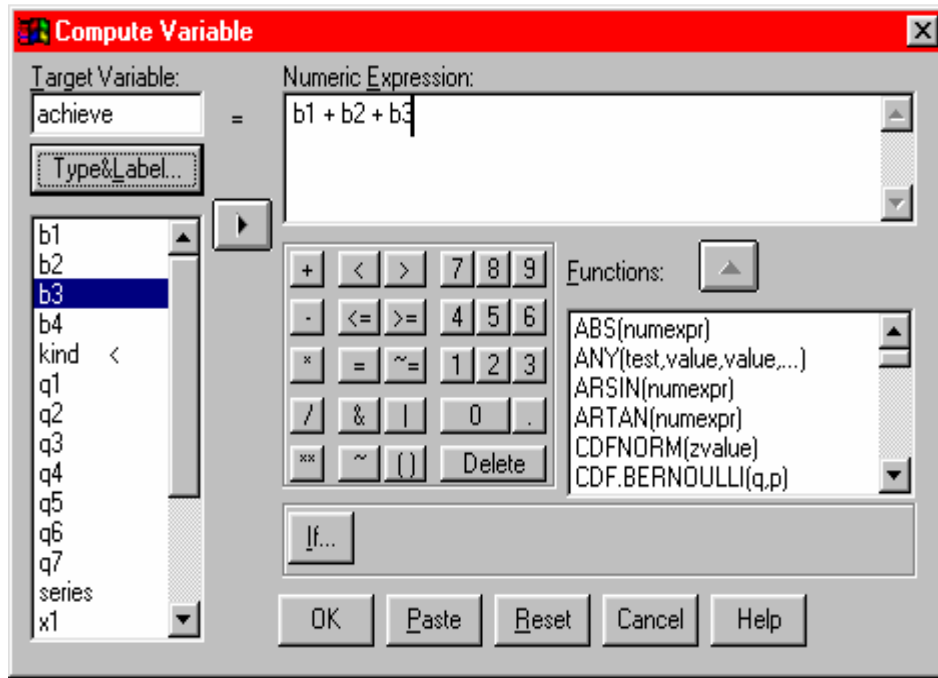 Compute Variable
Target Variable:
achieve
=
Numeric Expression:
b1 + b2 + b3
Type&Label...
b1
b2
b3
b4
kind <
q1
q2
q3
q4
q5
q6
q7
series
x1
+ < > 7 8 9
- <= >= 4 5 6
* = ~= 1 2 3
/ & | 0 .
** ~ () Delete
Functions:
ABS(numexpr)
ANY(test,value,value,...)
ARSIN(numexpr)
ARTAN(numexpr)
CDFNORM(zvalue)
CDF.BERNOULLI(q,p)
If...
OK Paste Reset Cancel Help